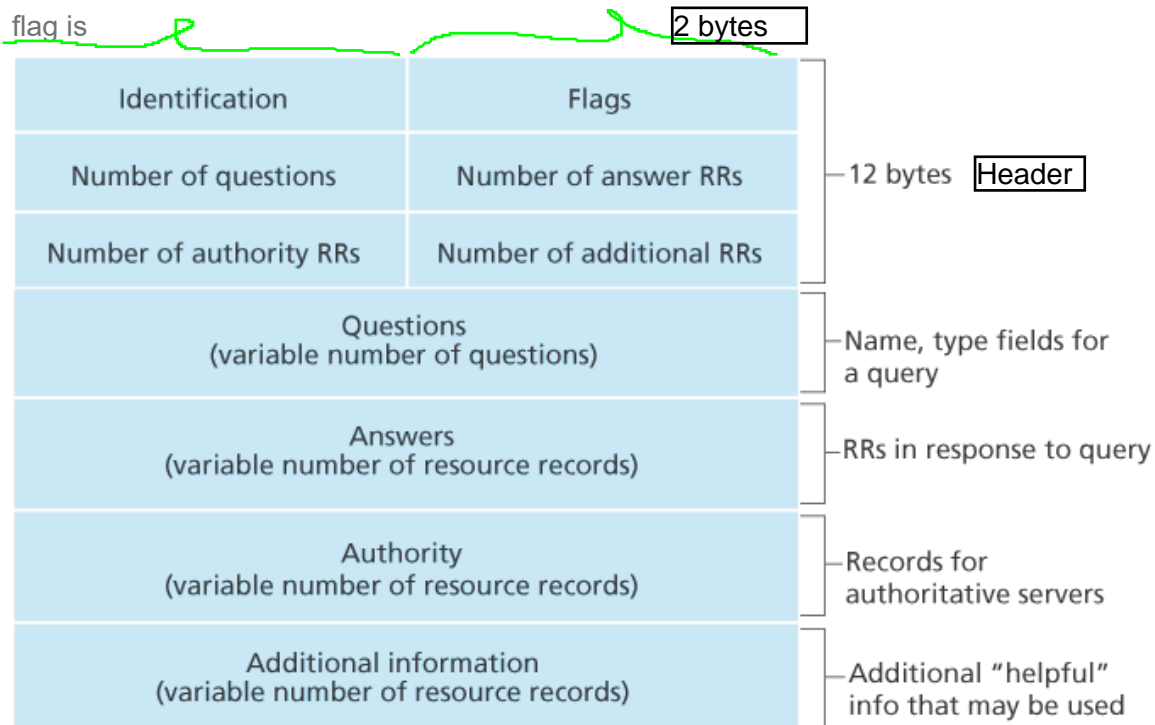 flag is
2 bytes
Identification
Flags
Number of questions
Number of answer RRs
12 bytes
Header
Number of authority RRs
Number of additional RRs
Questions
(variable number of questions)
Name, type fields for
a query
Answers
(variable number of resource records)
RRs in response to query
Authority
(variable number of resource records)
Records for
authoritative servers
Additional information
(variable number of resource records)
Additional “helpful”
info that may be used